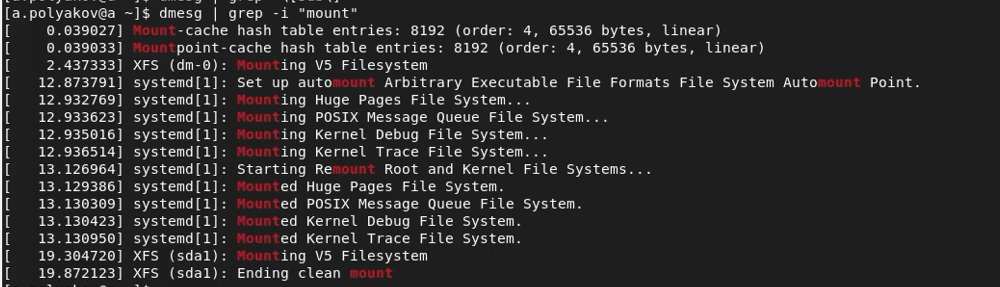 [a.polyakov@a ~]$ dmesg | grep -i "mount"
[    0.039027] Mount-cache hash table entries: 8192 (order: 4, 65536 bytes, linear)
[    0.039033] Mountpoint-cache hash table entries: 8192 (order: 4, 65536 bytes, linear)
[    2.437333] XFS (dm-0): Mounting V5 Filesystem
[   12.873791] systemd[1]: Set up automount Arbitrary Executable File Formats File System Automount Point.
[   12.932769] systemd[1]: Mounting Huge Pages File System...
[   12.933623] systemd[1]: Mounting POSIX Message Queue File System...
[   12.935016] systemd[1]: Mounting Kernel Debug File System...
[   12.936514] systemd[1]: Mounting Kernel Trace File System...
[   13.126964] systemd[1]: Starting Remount Root and Kernel File Systems...
[   13.129386] systemd[1]: Mounted Huge Pages File System.
[   13.130309] systemd[1]: Mounted POSIX Message Queue File System.
[   13.130423] systemd[1]: Mounted Kernel Debug File System.
[   13.130950] systemd[1]: Mounted Kernel Trace File System.
[   19.304720] XFS (sda1): Mounting V5 Filesystem
[   19.872123] XFS (sda1): Ending clean mount